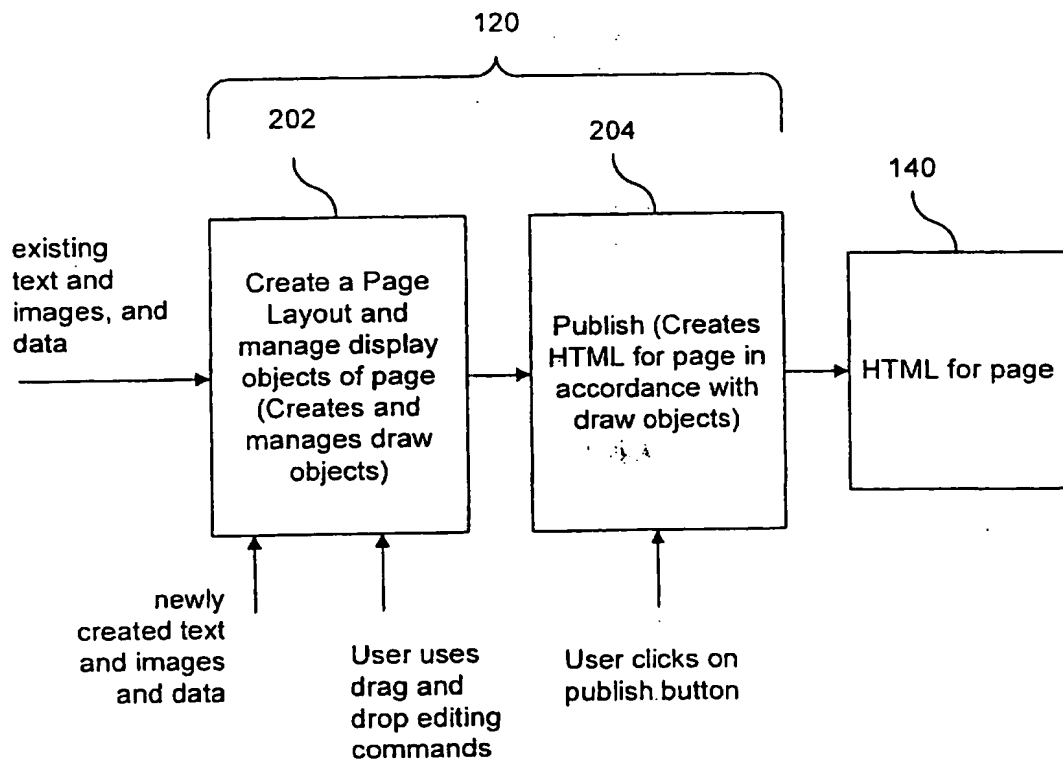 120
202
204
140
existing
text and
images, and
data
Create a Page
Layout and
manage display
objects of page
(Creates and
manages draw
objects)
Publish (Creates
HTML for page in
accordance with
draw objects)
HTML for page
newly
created text
and images
and data
User uses
drag and
drop editing
commands
User clicks on
publish.button